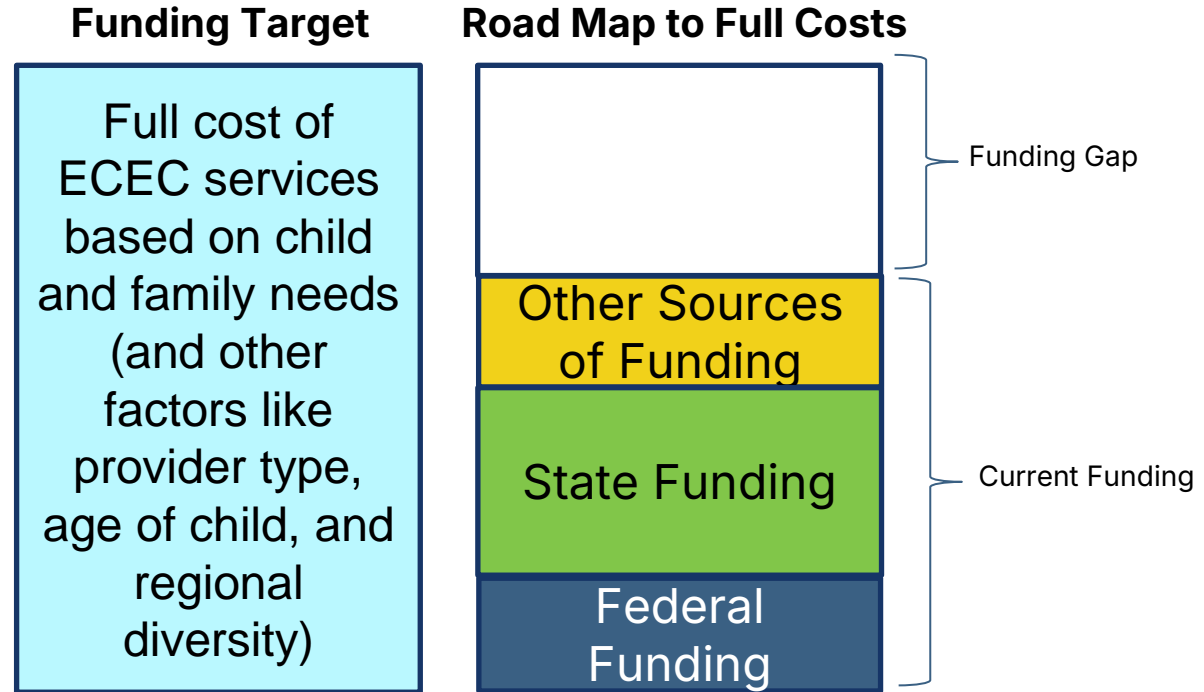 Funding Target
Road Map to Full Costs
Full cost of
ECEC services
based on child
and family needs
(and other
factors like
provider type,
age of child, and
regional
diversity)
Funding Gap
Other Sources
of Funding
State Funding
Current Funding
Federal
Funding